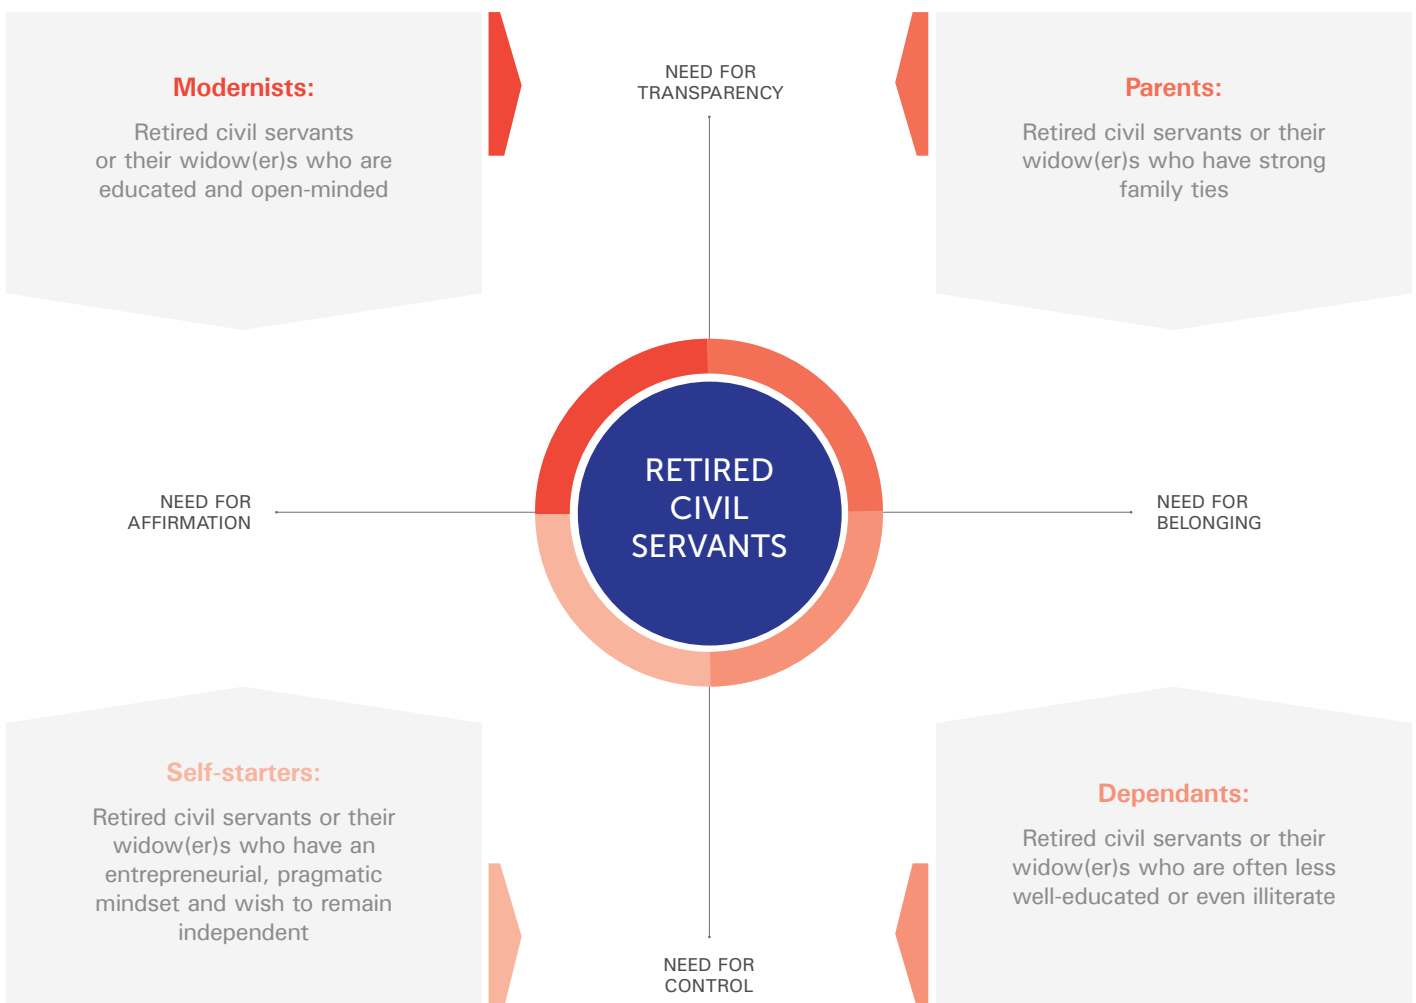 Modernists:
Retired civil servants
or their widow(er)s who are
educated and open-minded
NEED FOR
TRANSPARENCY
Parents:
Retired civil servants or their
widow(er)s who have strong
family ties
NEED FOR
AFFIRMATION
RETIRED
CIVIL
SERVANTS
NEED FOR
BELONGING
Self-starters:
Retired civil servants or their
widow(er)s who have an
entrepreneurial, pragmatic
mindset and wish to remain
independent
NEED FOR
CONTROL
Dependants:
Retired civil servants or their
widow(er)s who are often less
well-educated or even illiterate